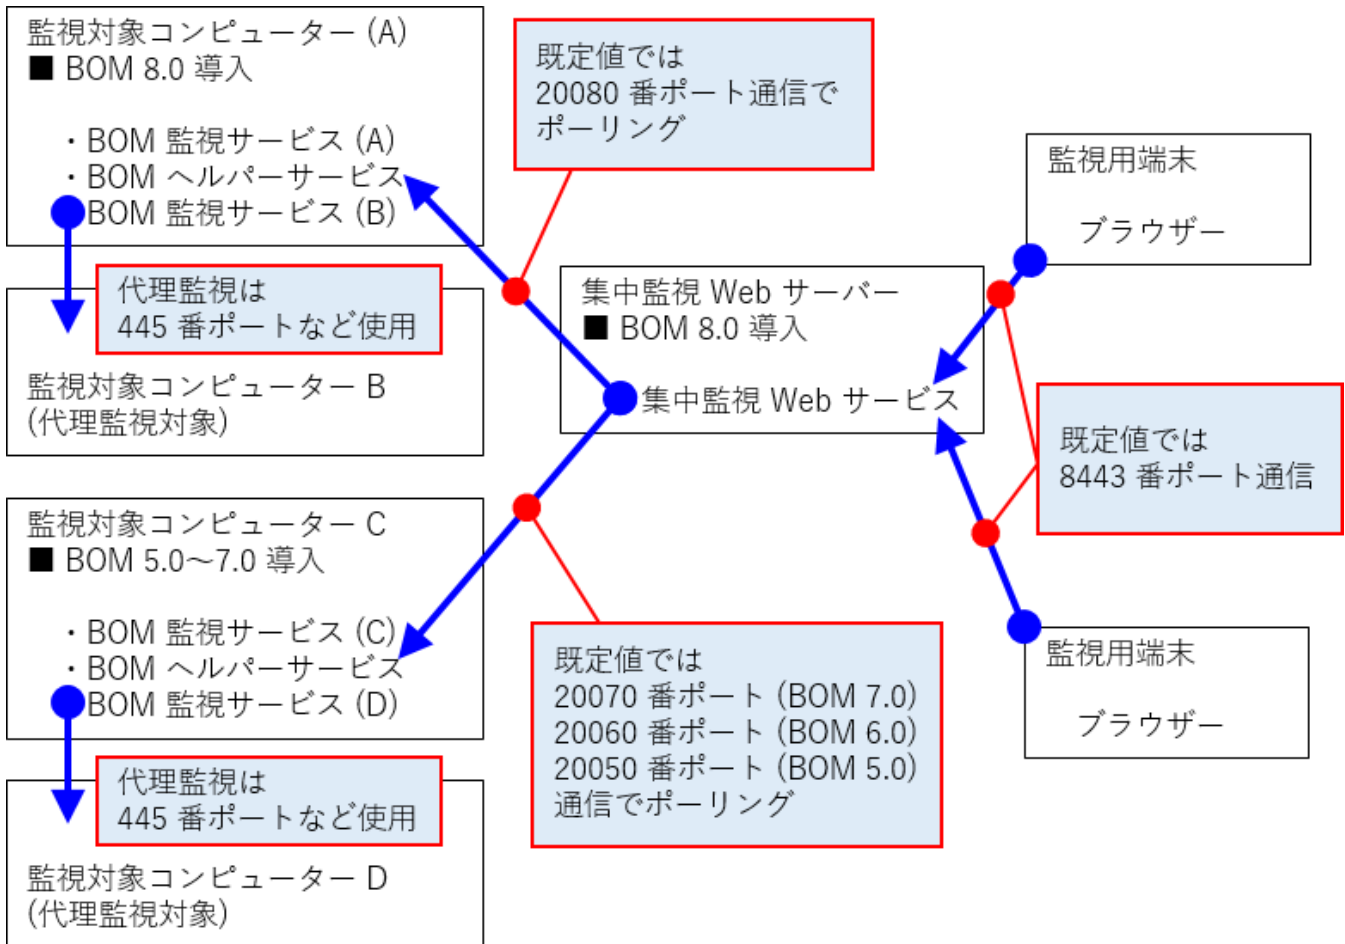 監視対象コンピューター (A)
■ BOM 8.0 導入
・BOM 監視サービス (A)
・BOM ヘルパーサービス
BOM 監視サービス (B)
代理監視は
445 番ポートなど使用
監視対象コンピューター B
(代理監視対象)
監視対象コンピューター C
■ BOM 5.0～7.0 導入
・BOM 監視サービス (C)
・BOM ヘルパーサービス
BOM 監視サービス (D)
代理監視は
445 番ポートなど使用
監視対象コンピューター D
(代理監視対象)
既定値では
20080 番ポート通信で
ポーリング
集中監視 Web サーバー
■ BOM 8.0 導入
集中監視 Web サービス
既定値では
20070 番ポート (BOM 7.0)
20060 番ポート (BOM 6.0)
20050 番ポート (BOM 5.0)
通信でポーリング
監視用端末
ブラウザー
既定値では
8443 番ポート通信
監視用端末
ブラウザー